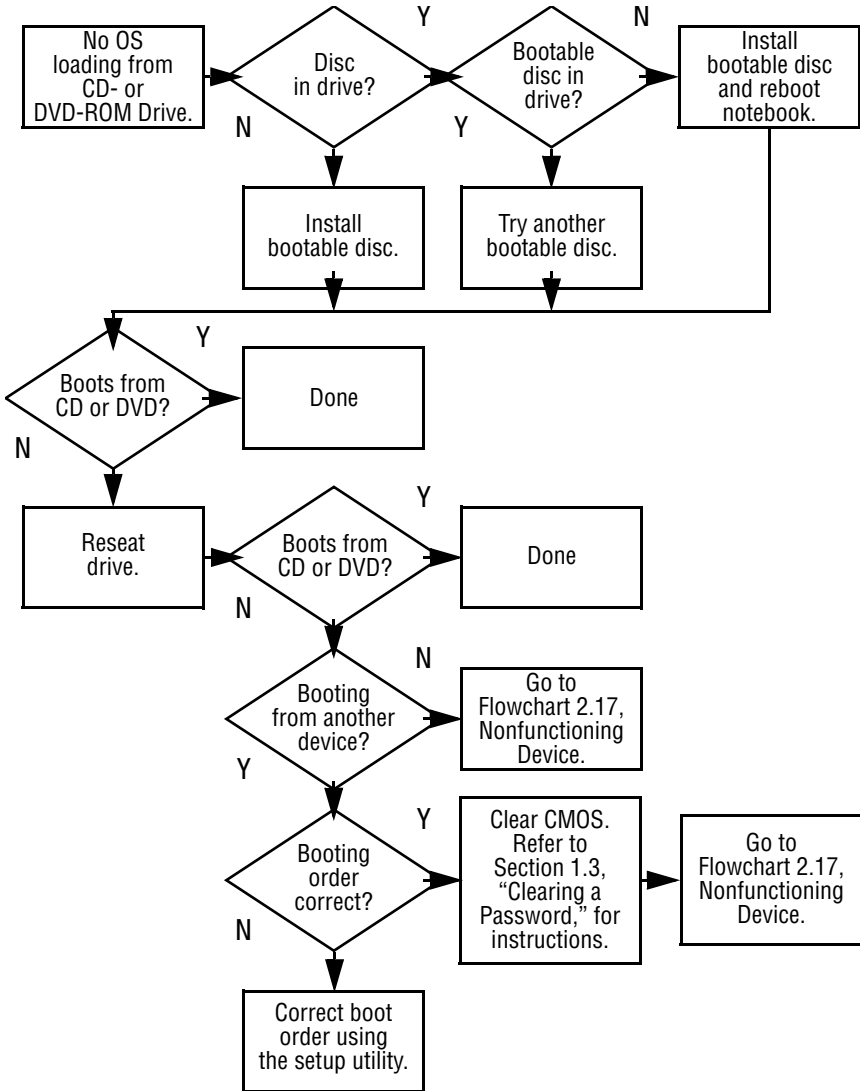 No OS
loading from
CD- or
DVD-ROM Drive.
Disc
in drive?
Y
N
Bootable
disc in
drive?
N
Y
Install
bootable disc
and reboot
notebook.
Install
bootable disc.
Try another
bootable disc.
Boots from
CD or DVD?
Y
N
Done
Reseat
drive.
Boots from
CD or DVD?
Y
N
Done
Booting
from another
device?
N
Y
Go to
Flowchart 2.17,
Nonfunctioning
Device.
Booting
order
correct?
Y
N
Clear CMOS.
Refer to
Section 1.3,
“Clearing a
Password,” for
instructions.
Go to
Flowchart 2.17,
Nonfunctioning
Device.
Correct boot
order using
the setup utility.